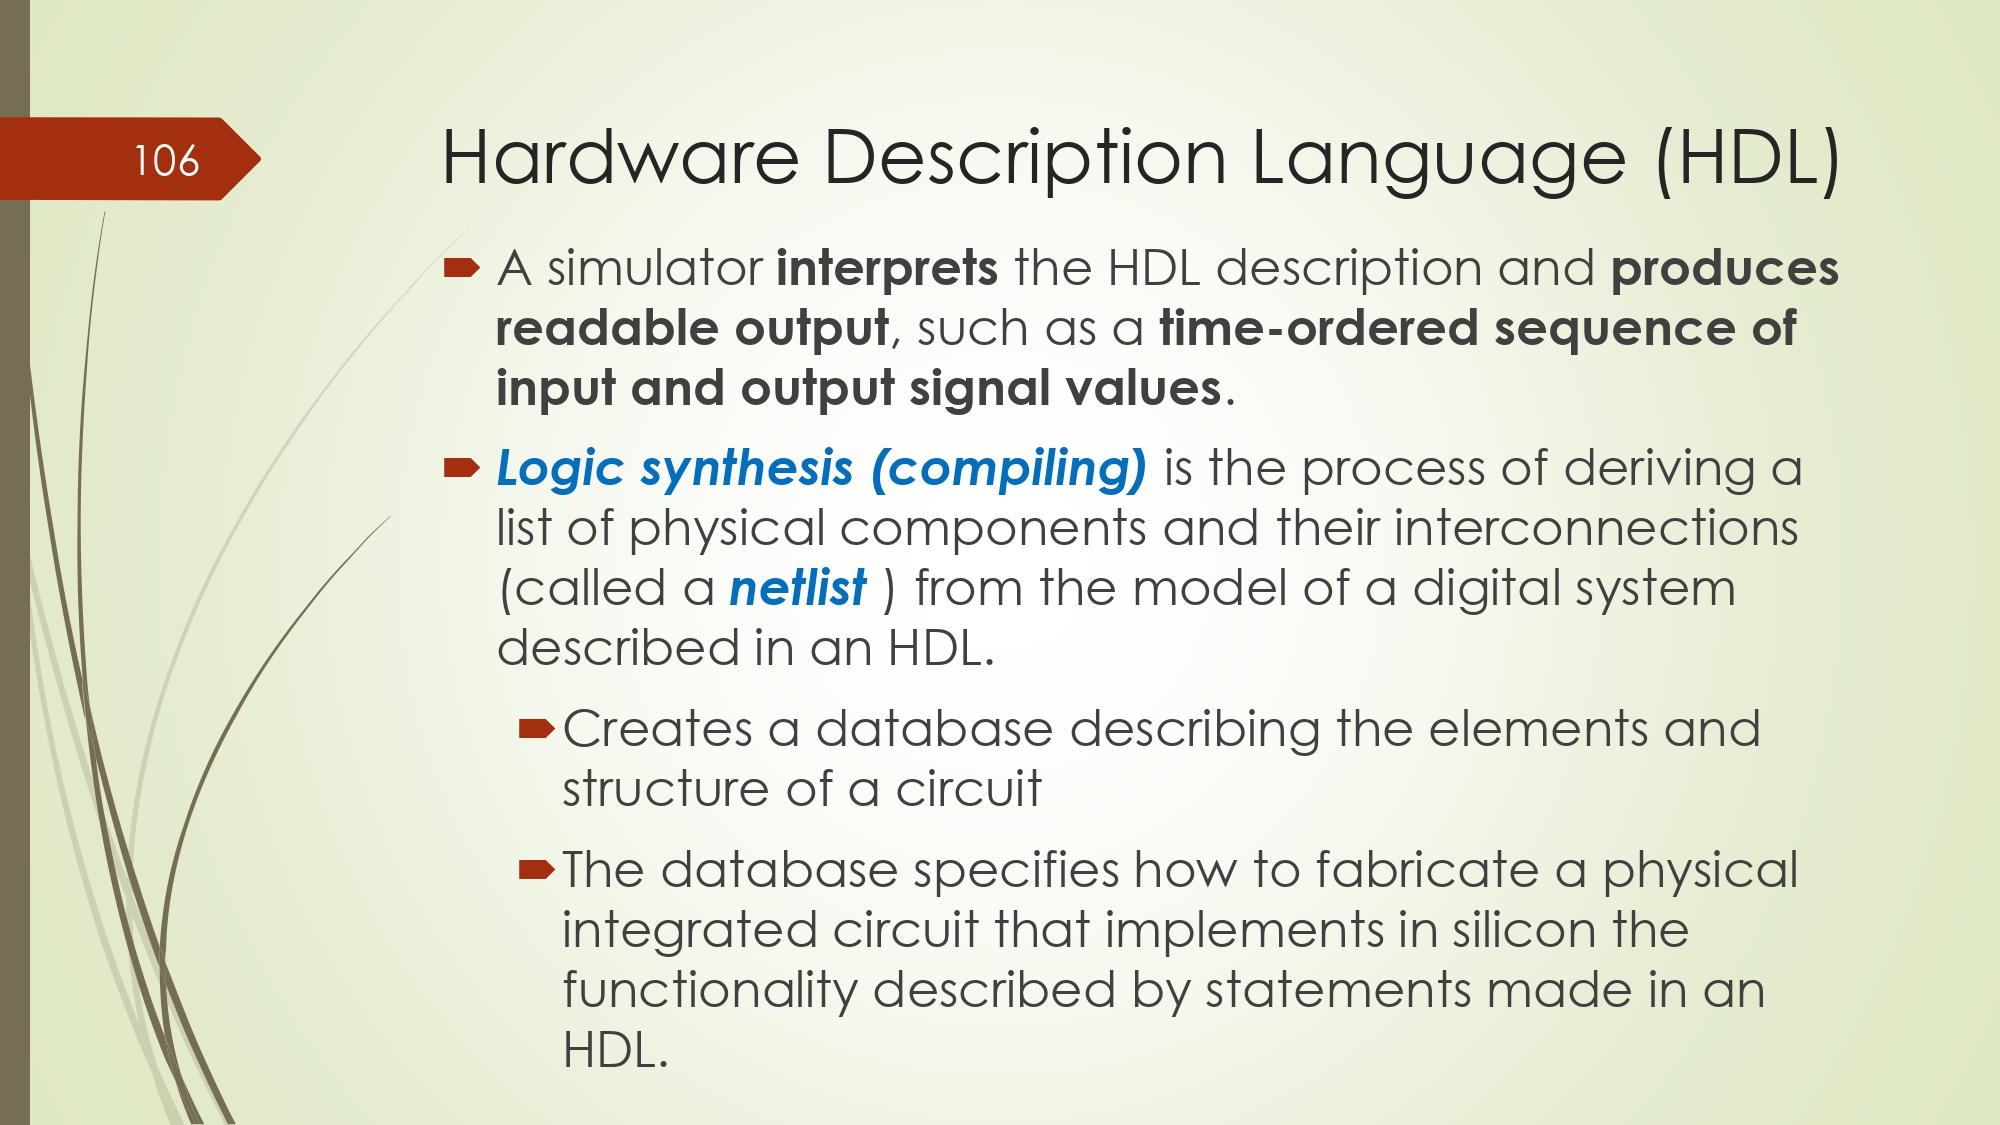 106
Hardware Description Language (HDL)
A simulator interprets the HDL description and produces
readable output, such as a time-ordered sequence of
input and output signal values.
Logic synthesis (compiling) is the process of deriving a
list of physical components and their interconnections
(called a netlist ) from the model of a digital system
described in an HDL.
Creates a database describing the elements and
structure of a circuit
The database specifies how to fabricate a physical
integrated circuit that implements in silicon the
functionality described by statements made in an
HDL.